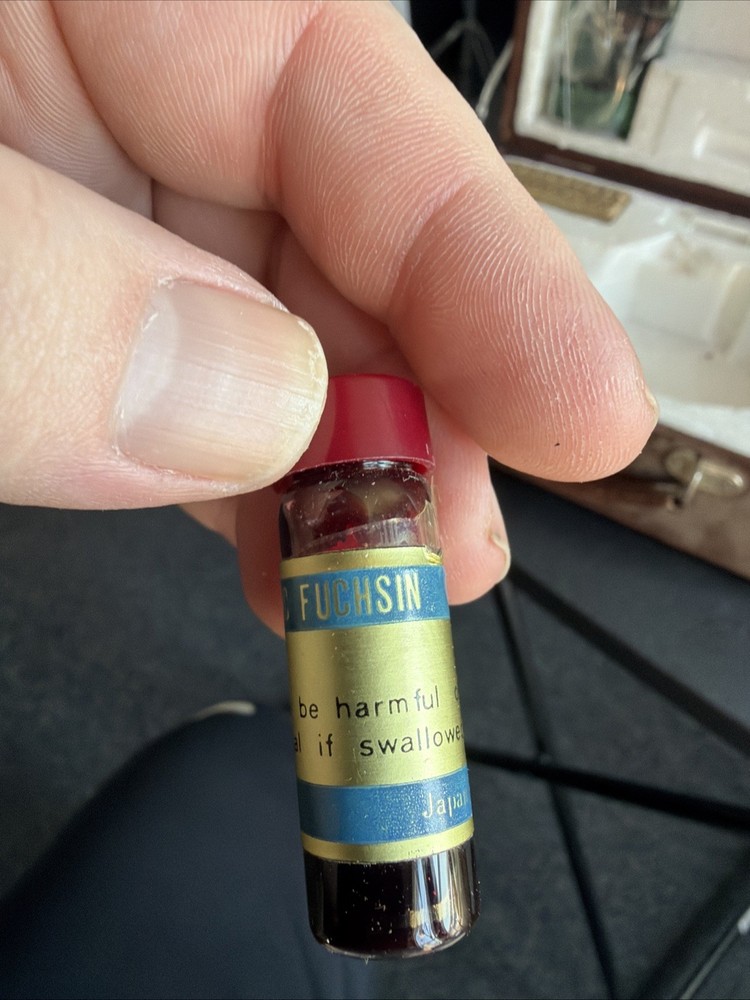 C FUCHSIN
be harmful
al if swallowe
Japan